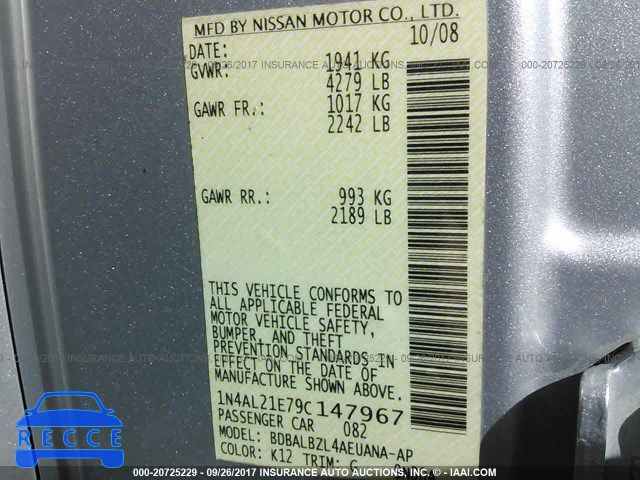 MFD BY NISSAN MOTOR CO., LTD.
DATE: 10/08
GVWR: 1941 KG
4279 LB
GAWR FR.: 1017 KG
2242 LB
GAWR RR.: 993 KG
2189 LB
THIS VEHICLE CONFORMS TO
ALL APPLICABLE FEDERAL
MOTOR VEHICLE SAFETY,
BUMPER, AND THEFT
PREVENTION STANDARDS IN
EFFECT ON THE DATE OF
MANUFACTURE SHOWN ABOVE.
1N4AL21E79C147967
PASSENGER CAR 082
MODEL: BDBALBZL4AEUANA-AP
COLOR: K12 TRIM: G
000-20725229 - 09/26/2017 - INSURANCE AUTO AUCTIONS, INC. - © - IAAI.COM